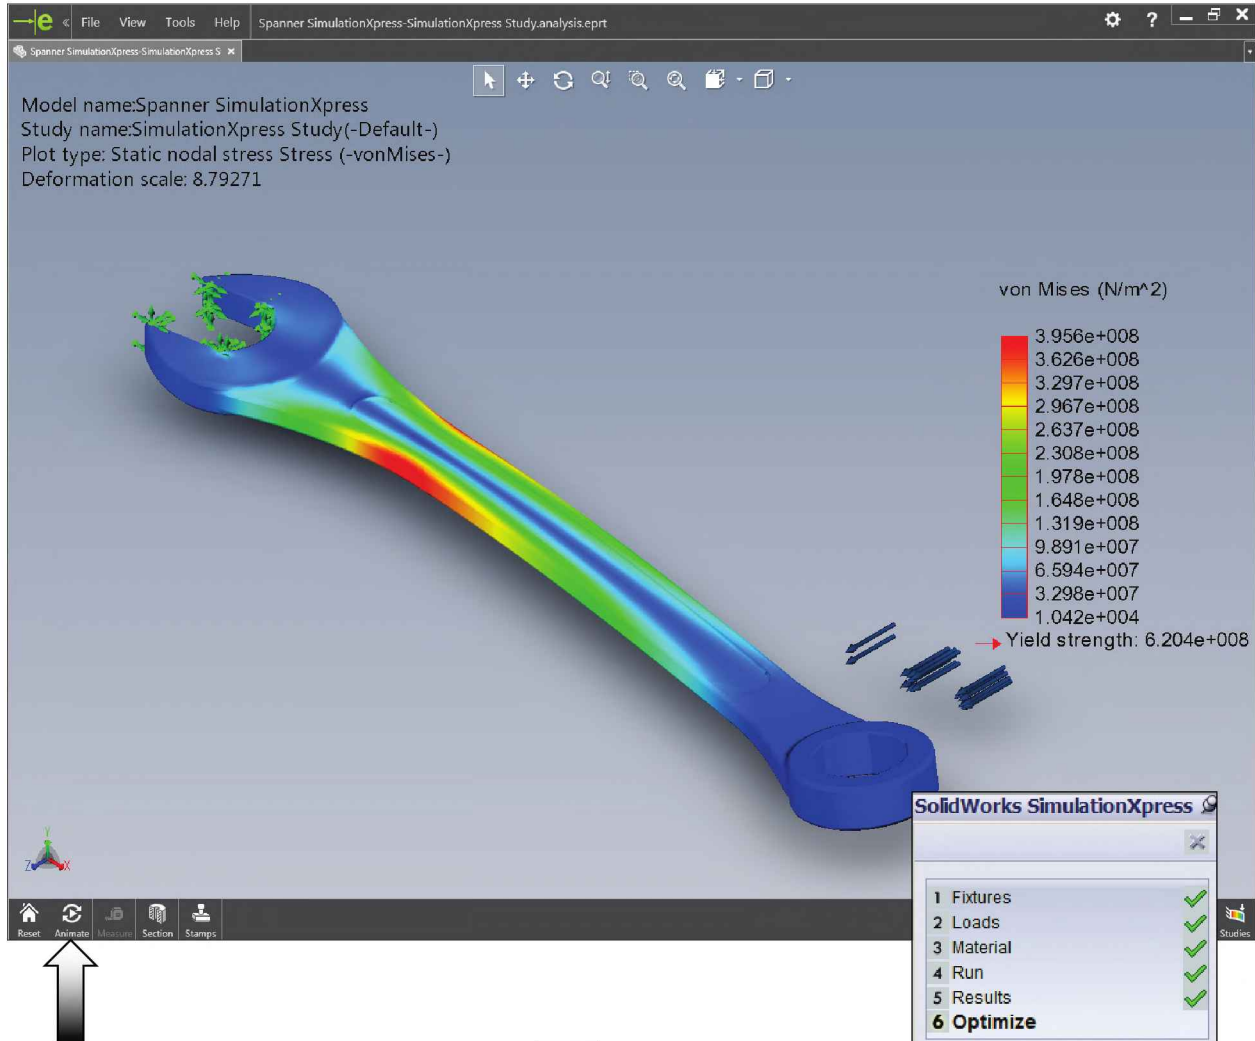 e « File View Tools Help Spanner SimulationXpress-SimulationXpress Study.analysis.eprt ?
Spanner SimulationXpress-SimulationXpress S
Model name:Spanner SimulationXpress
Study name:SimulationXpress Study(-Default-)
Plot type: Static nodal stress Stress (-vonMises-)
Deformation scale: 8.79271
von Mises (N/m^2)
3.956e+008
3.626e+008
3.297e+008
2.967e+008
2.637e+008
2.308e+008
1.978e+008
1.648e+008
1.319e+008
9.891e+007
6.594e+007
3.298e+007
1.042e+004
Yield strength: 6.204e+008
SolidWorks SimulationXpress
1 Fixtures
2 Loads
3 Material
4 Run
5 Results
6 Optimize
Y
Z X
Reset Animate Measure Section Stamps Studies